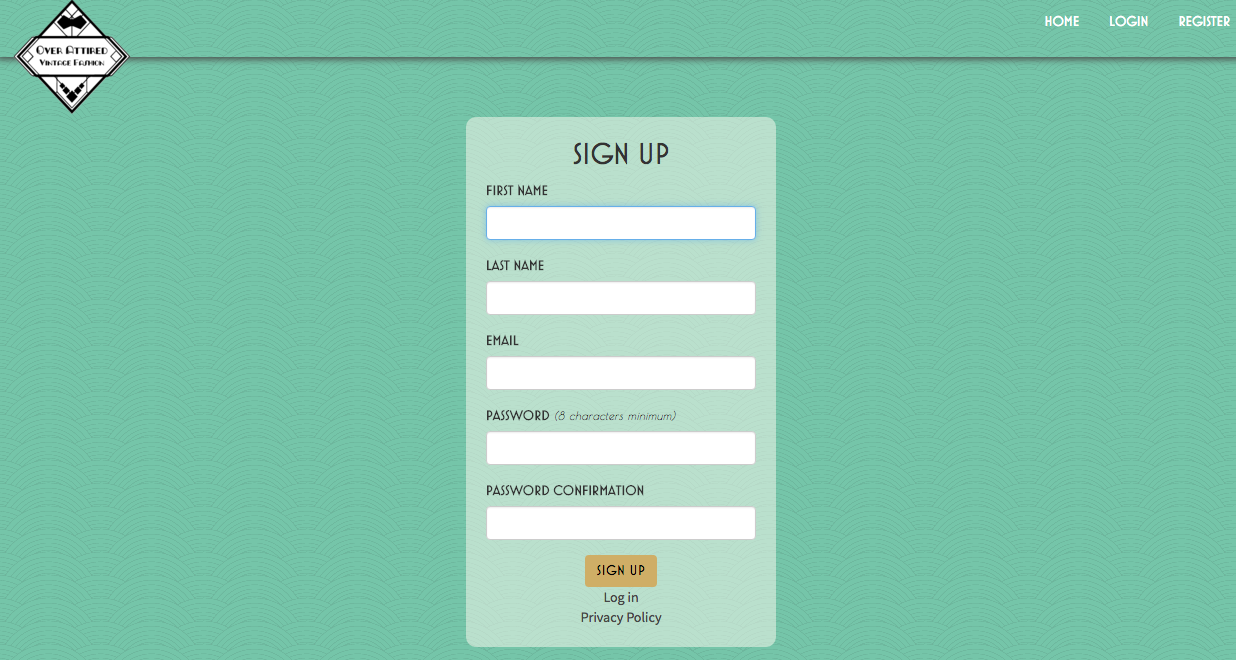 OVER ATTIRED
VINTAGE FASHION
HOME LOGIN REGISTER
SIGN UP
FIRST NAME
LAST NAME
EMAIL
PASSWORD (8 characters minimum)
PASSWORD CONFIRMATION
SIGN UP
Log in
Privacy Policy